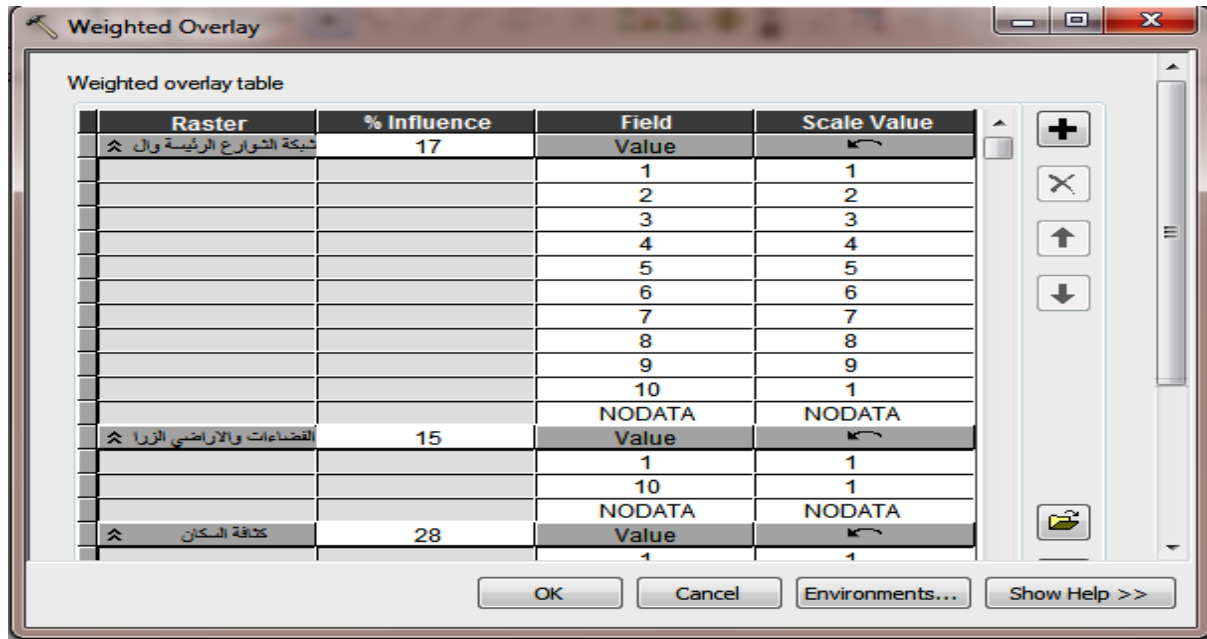 Weighted Overlay
Weighted overlay table
Raster % Influence Field Scale Value
شبكة الشوارع الرئيسة وال 17 Value
1 1
2 2
3 3
4 4
5 5
6 6
7 7
8 8
9 9
10 1
NODATA NODATA
الفضاءات والاراضي الزرا 15 Value
1 1
10 1
NODATA NODATA
كثافة السكان 28 Value
1 1
OK Cancel Environments... Show Help >>